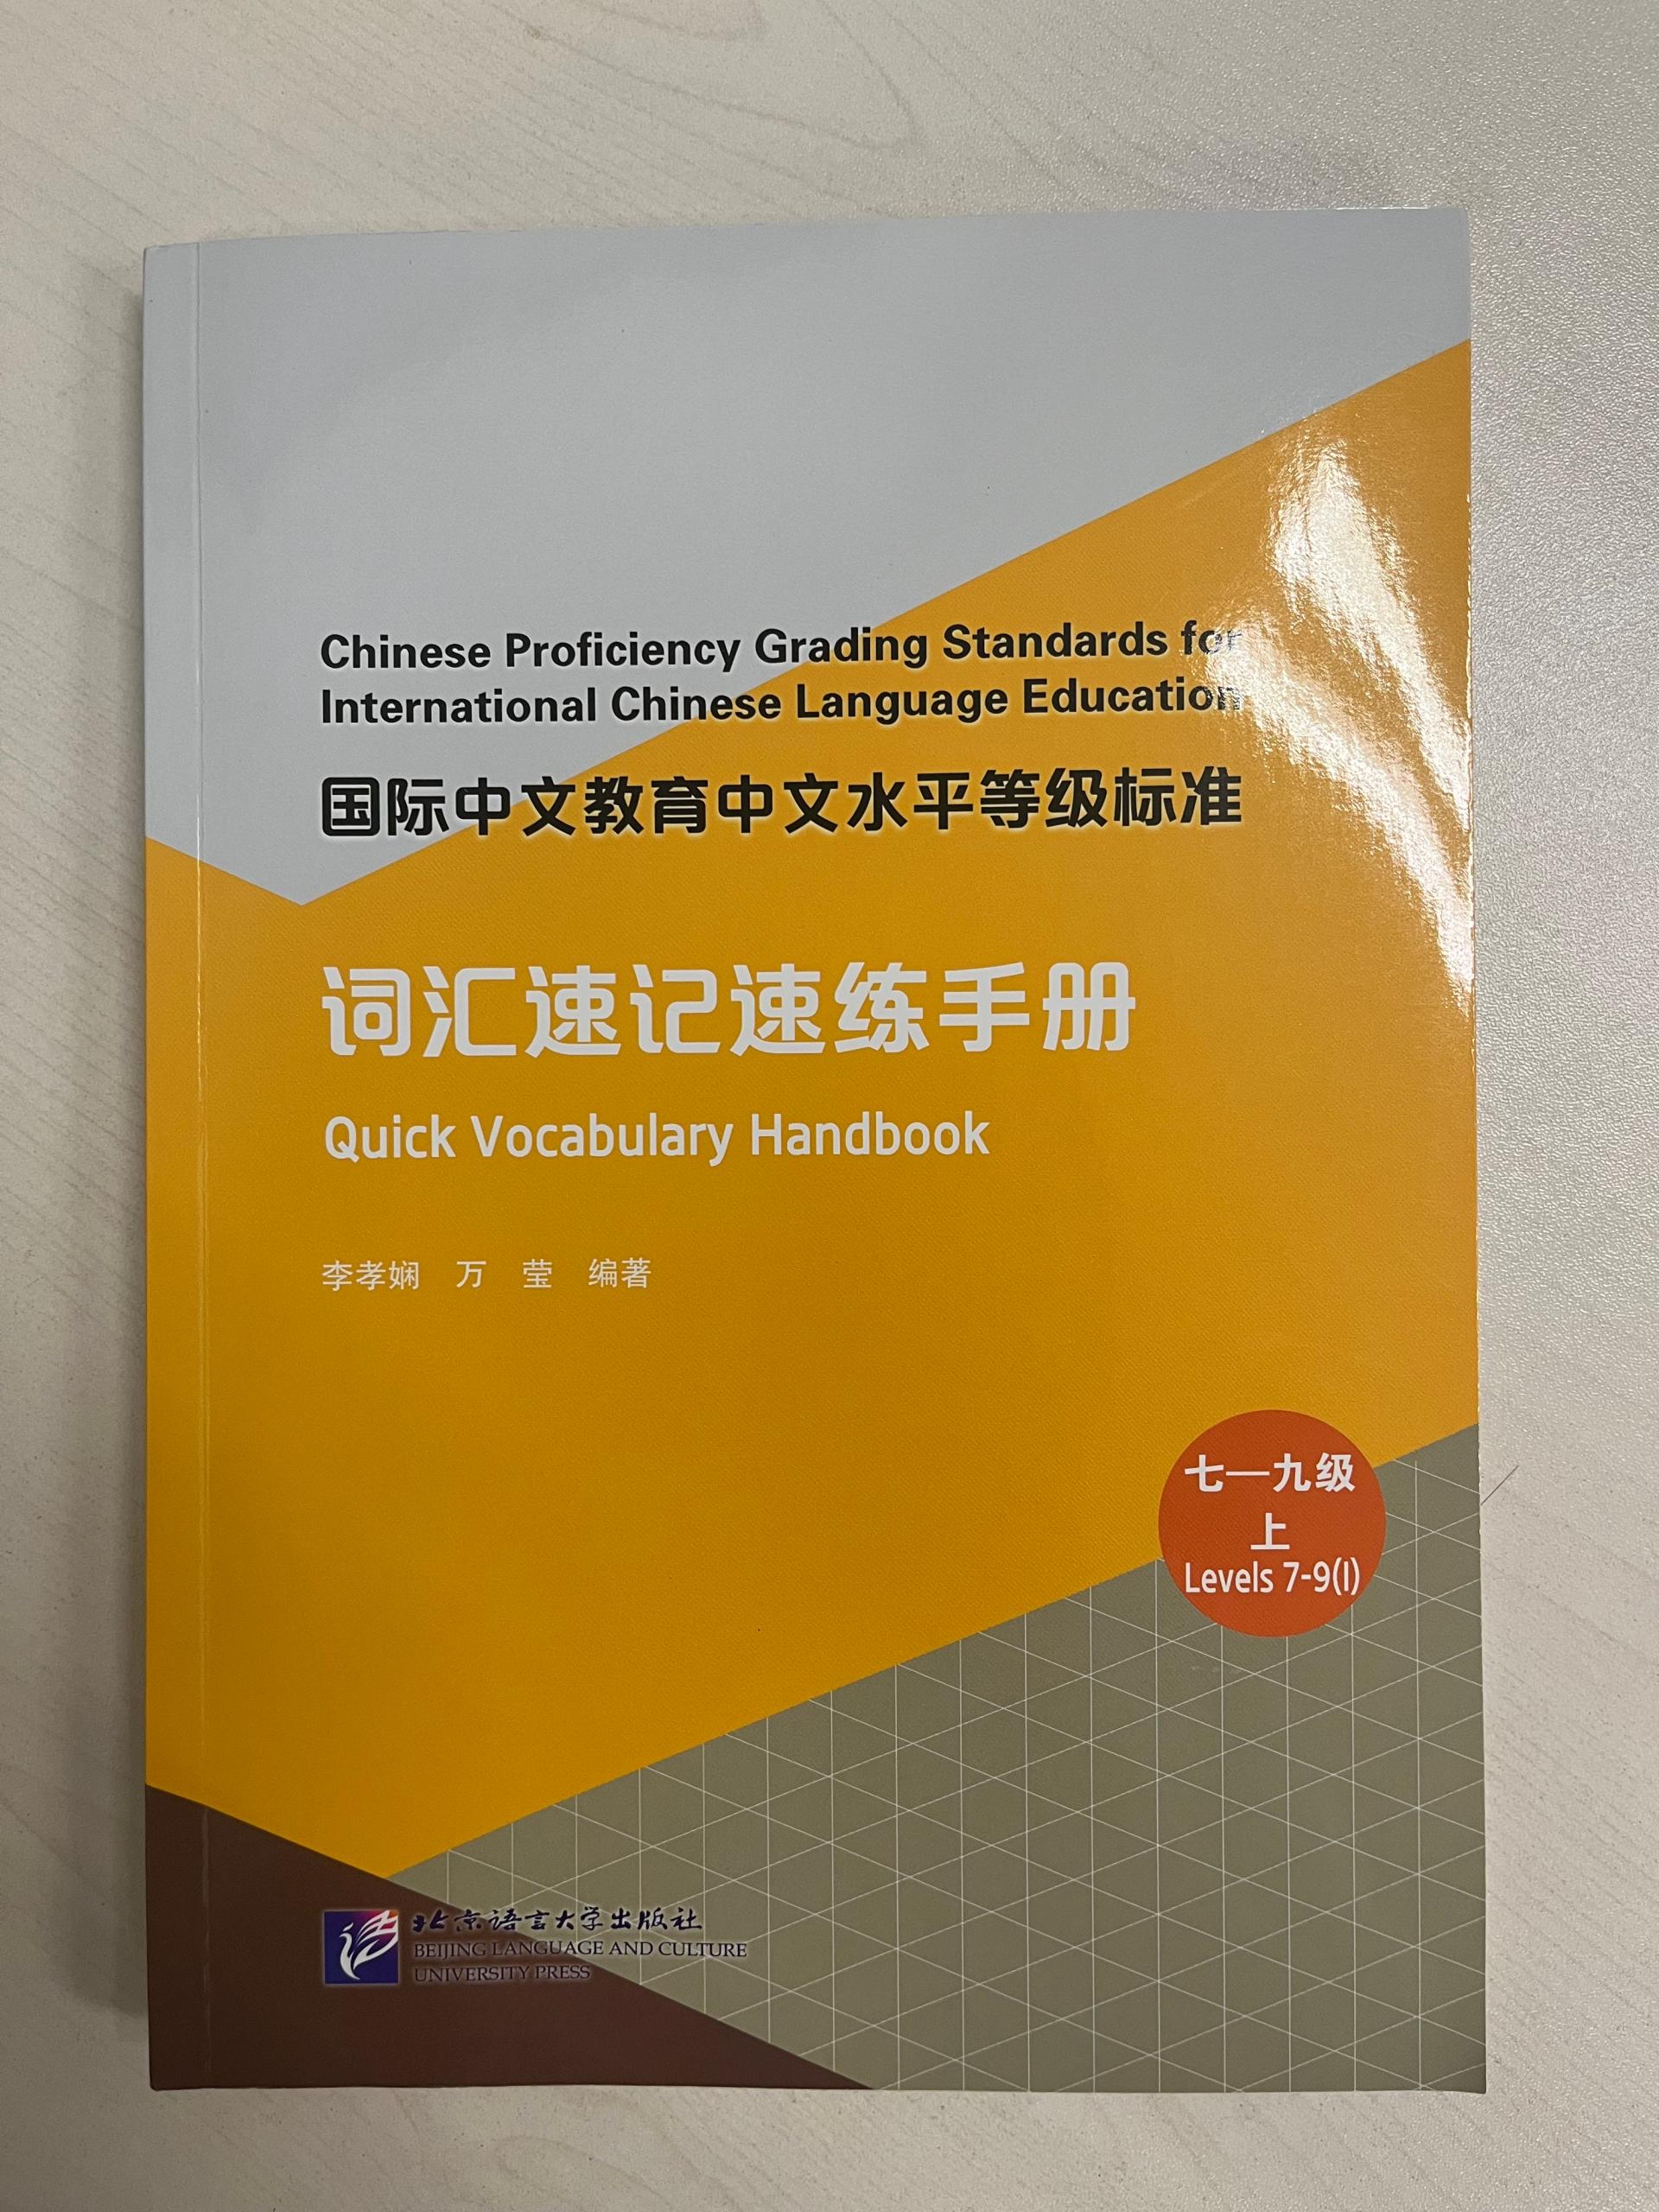 Chinese Proficiency Grading Standards for
International Chinese Language Education
国际中文教育中文水平等级标准
词汇速记速练手册
Quick Vocabulary Handbook
李孝娴 万 莹 编著
七—九级
上
Levels 7-9(I)
北京语言大学出版社
BEIJING LANGUAGE AND CULTURE
UNIVERSITY PRESS